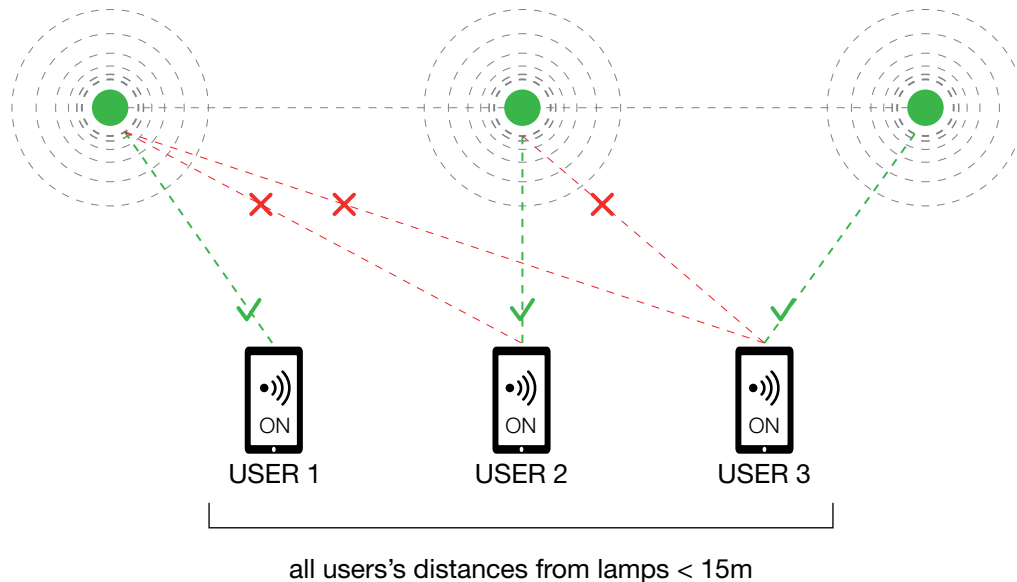 ON
ON
ON
USER 1
USER 2
USER 3
all users's distances from lamps < 15m